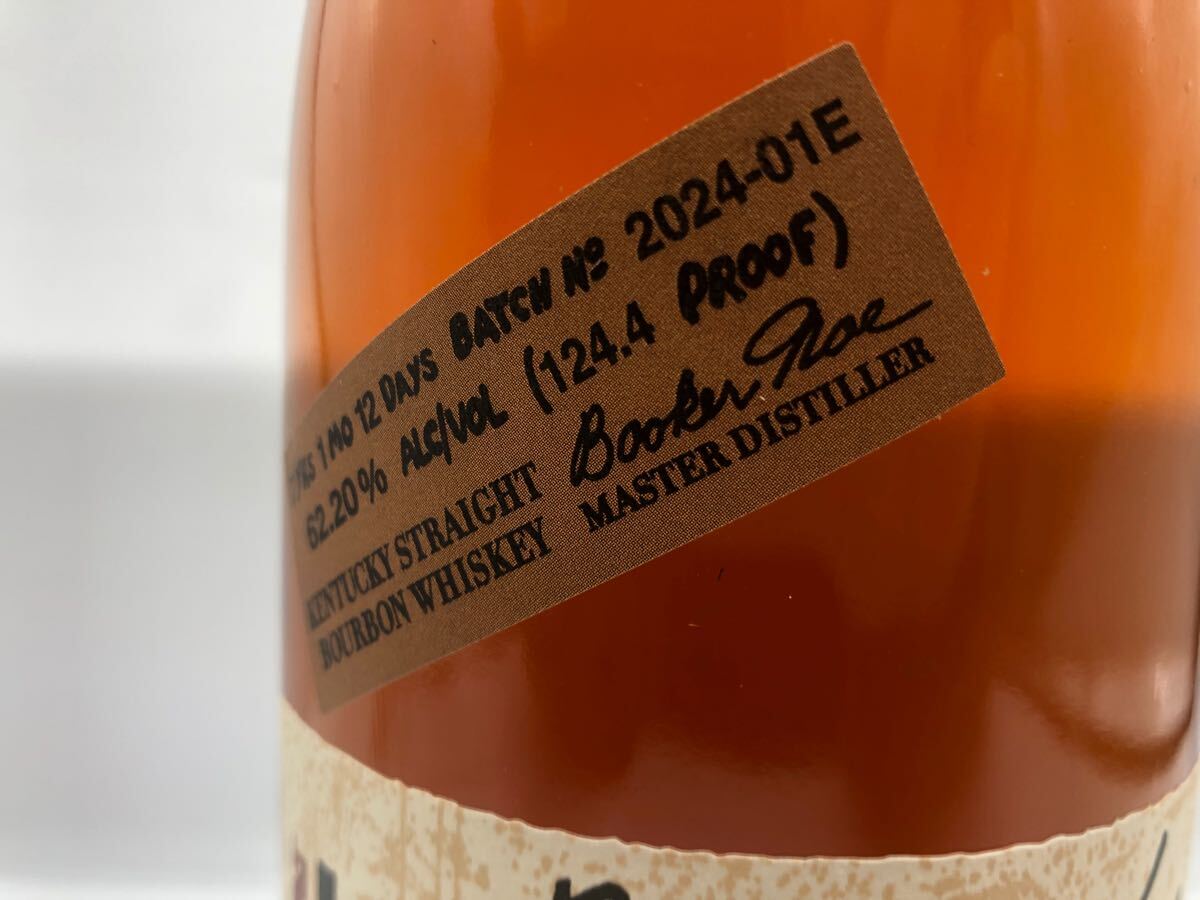 YRS 1 MO 12 DAYS BATCH Nº 2024-01E
62.20% ALC/VOL (124.4 PROOF)
KENTUCKY STRAIGHT
BOURBON WHISKEY
Booker Noe
MASTER DISTILLER